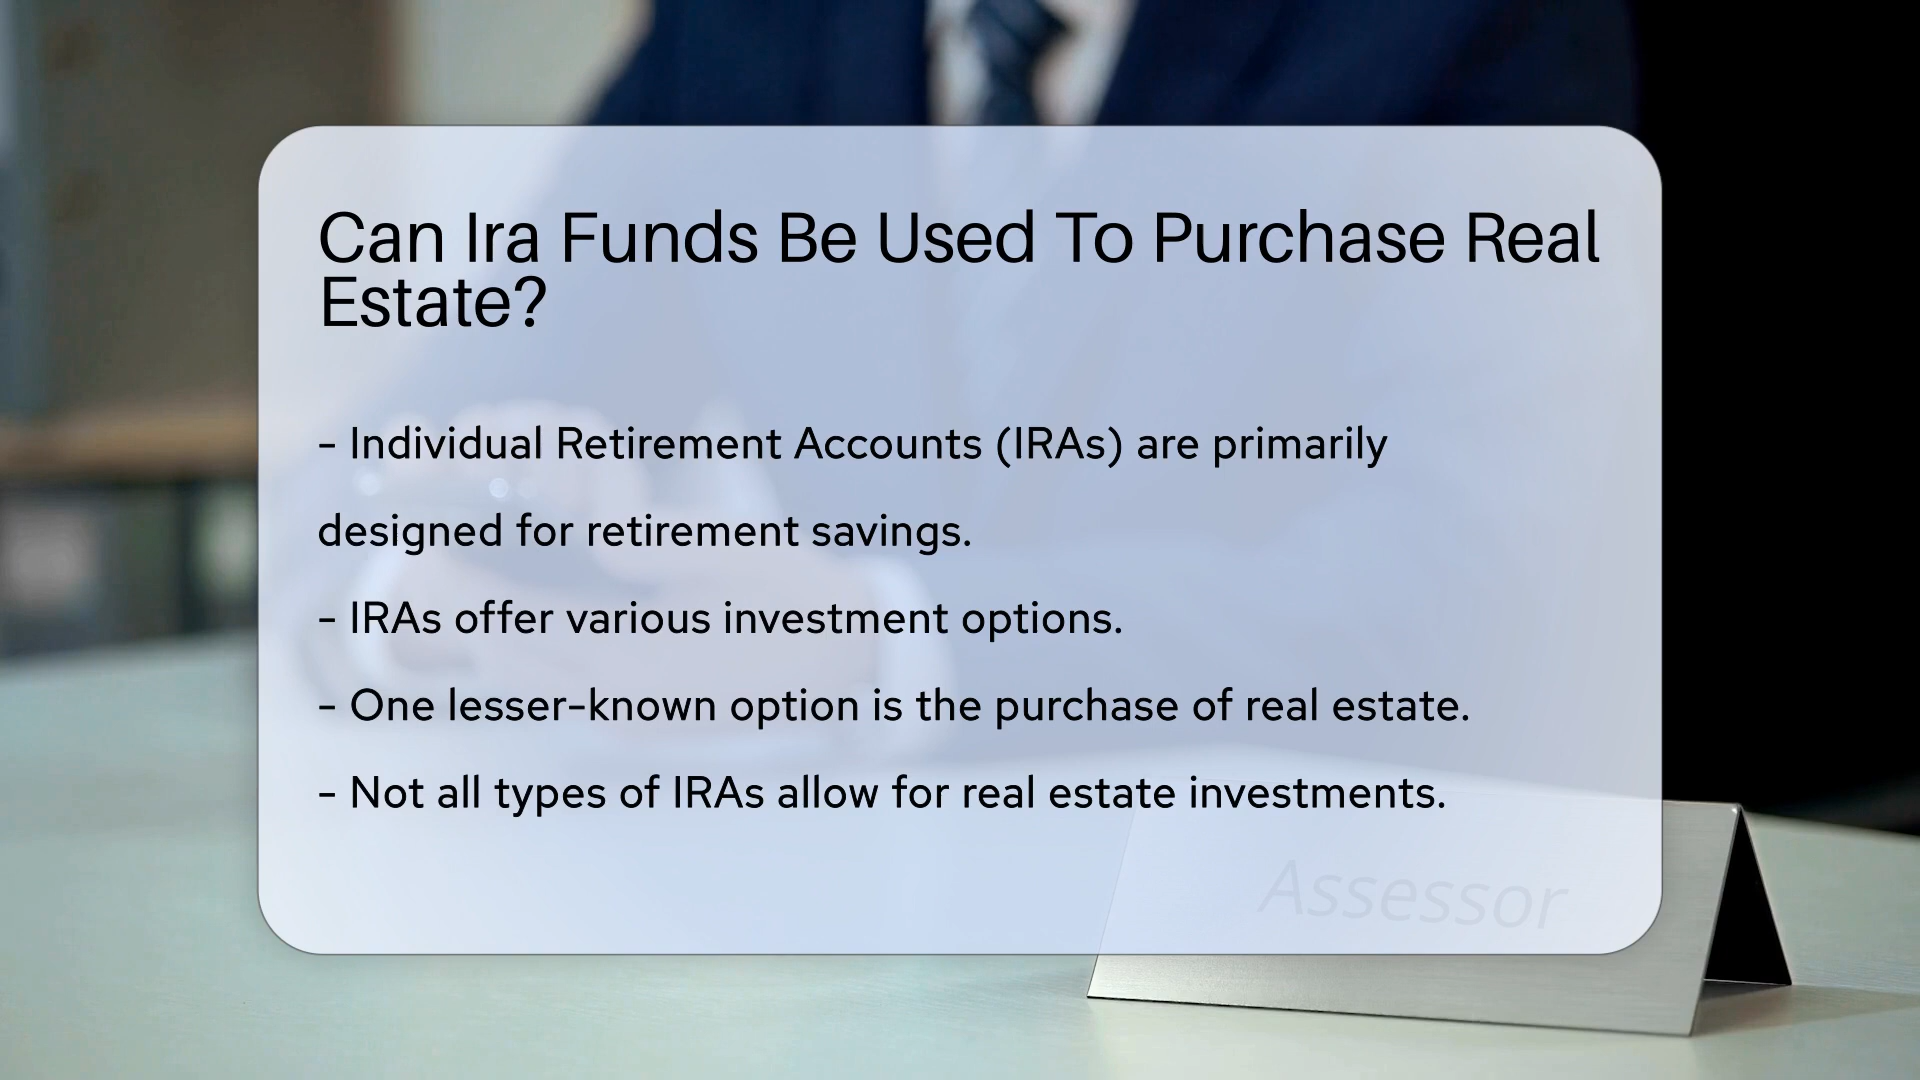 Can Ira Funds Be Used To Purchase Real
Estate?
- Individual Retirement Accounts (IRAs) are primarily
designed for retirement savings.
- IRAs offer various investment options.
- One lesser-known option is the purchase of real estate.
- Not all types of IRAs allow for real estate investments.
Assessor